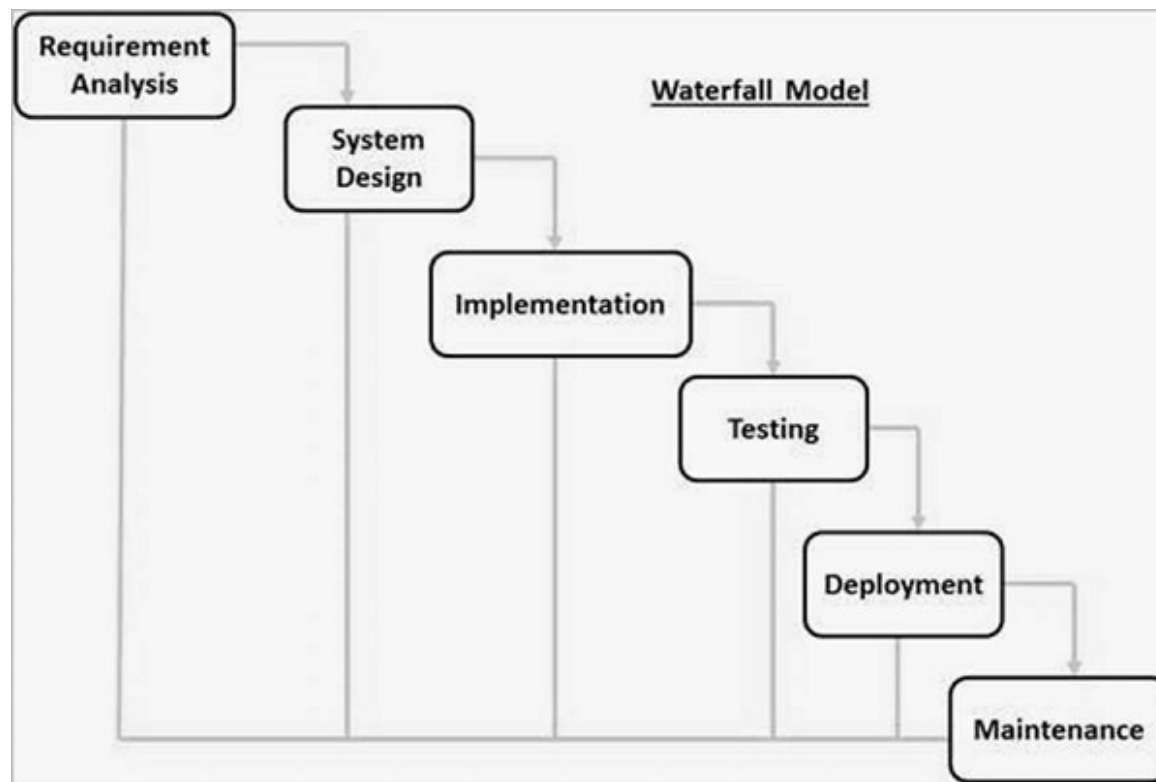 Requirement
Analysis
Waterfall Model
System
Design
Implementation
Testing
Deployment
Maintenance